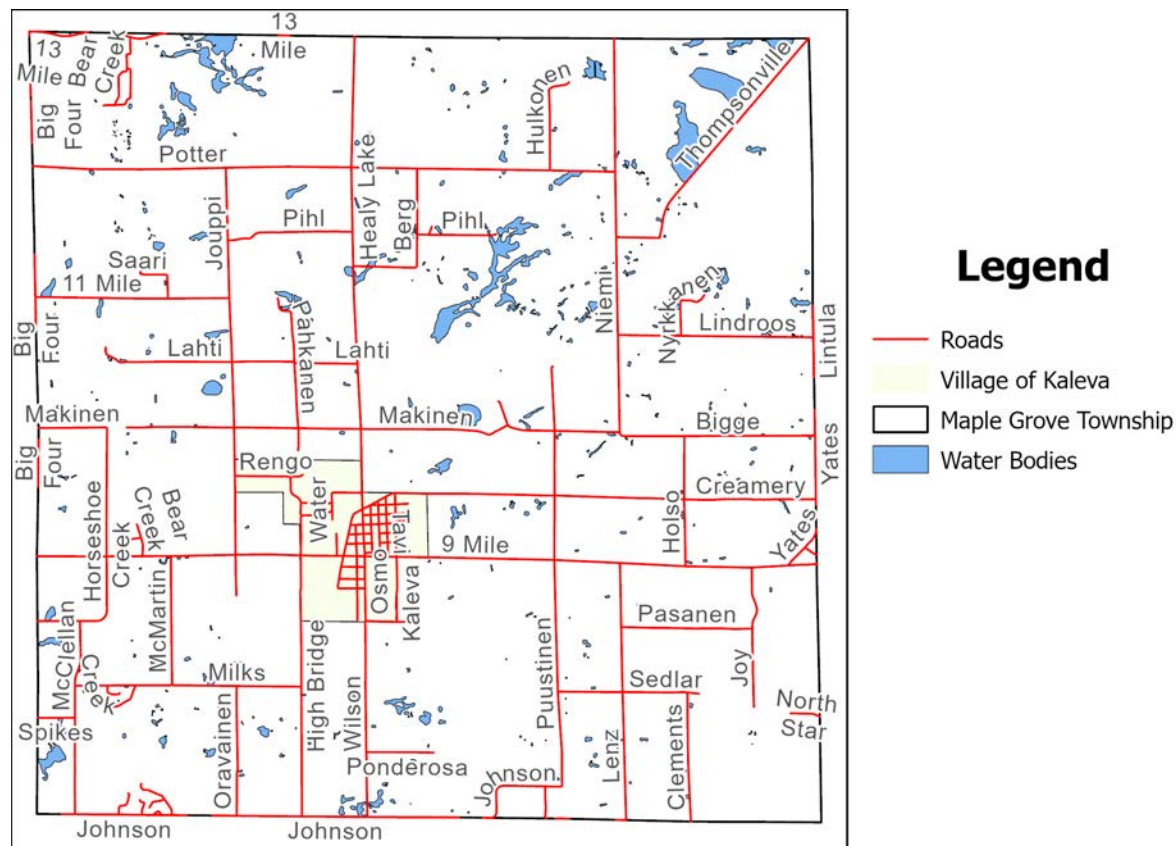 13
Mile
13
Mile
Bear
Creek
Big
Four
Hulkonen
Thompsonville
Potter
Jouppi
Pihl
Healy Lake
Berg
Pihl
Saari
11 Mile
Niemi
Nyrkkanen
Lindroos
Lintula
Big
Four
Lahti
Pahkanen
Lahti
Makinen
Makinen
Bigge
Yates
Big
Four
Rengo
Creamery
Horseshoe
Creek
Bear
Creek
Water
Tawi
Osmo
9 Mile
Holso
Yates
McMartin
Kaleva
Pasanen
McClellan
Creek
Milks
High Bridge
Wilson
Puustinen
Sedlar
Joy
North
Star
Spikes
Oravainen
Ponderosa
Johnson
Lenz
Clements
Johnson
Johnson
Legend
Roads
Village of Kaleva
Maple Grove Township
Water Bodies